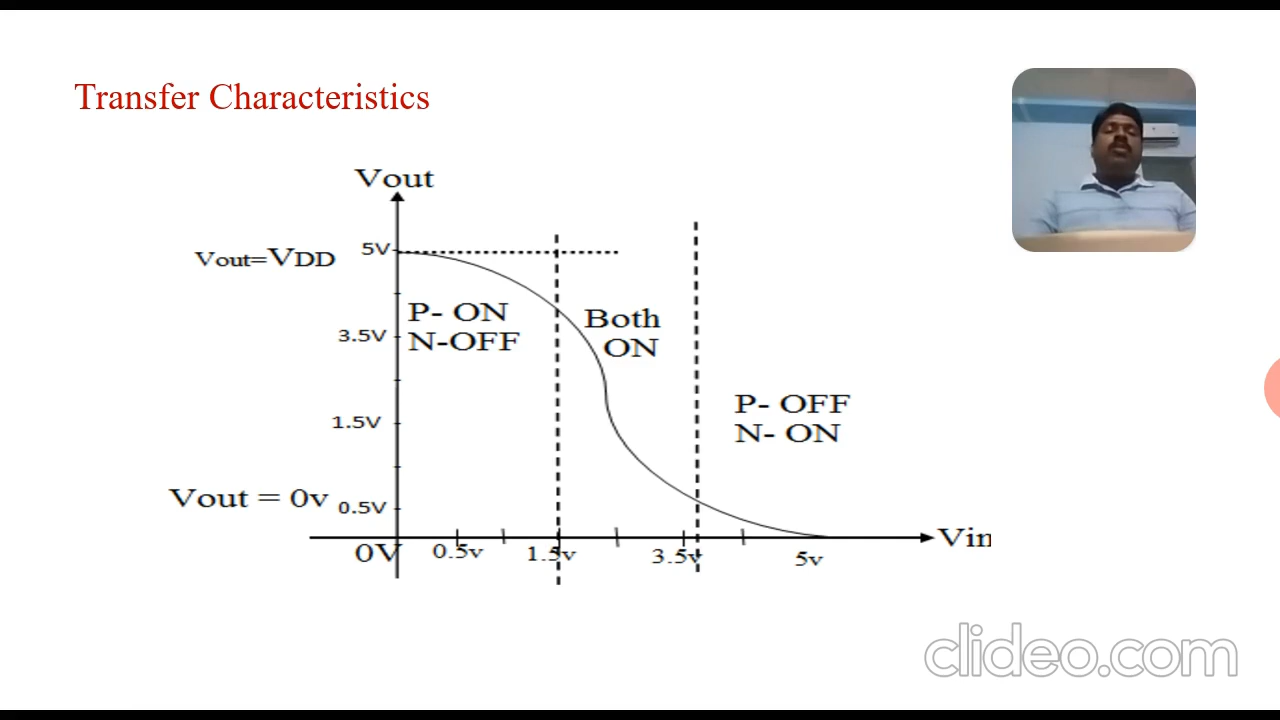 Transfer Characteristics
Vout
Vout=VDD
5V
P- ON
N-OFF
Both
ON
3.5V
P- OFF
N- ON
1.5V
Vout = 0v
0.5V
0V
0.5v
1.5v
3.5v
5v
Vin
clideo.com